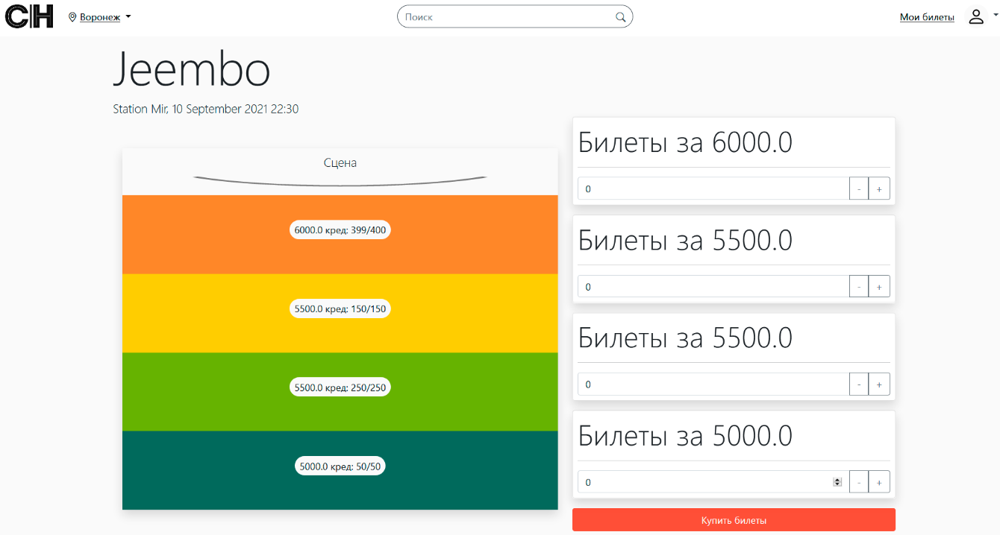 CIH
Воронеж
Поиск
Мои билеты
Jeembo
Station Mir, 10 September 2021 22:30
Сцена
6000.0 кред: 399/400
5500.0 кред: 150/150
5500.0 кред: 250/250
5000.0 кред: 50/50
Билеты за 6000.0
0
-
+
Билеты за 5500.0
0
-
+
Билеты за 5500.0
0
-
+
Билеты за 5000.0
0
-
+
Купить билеты